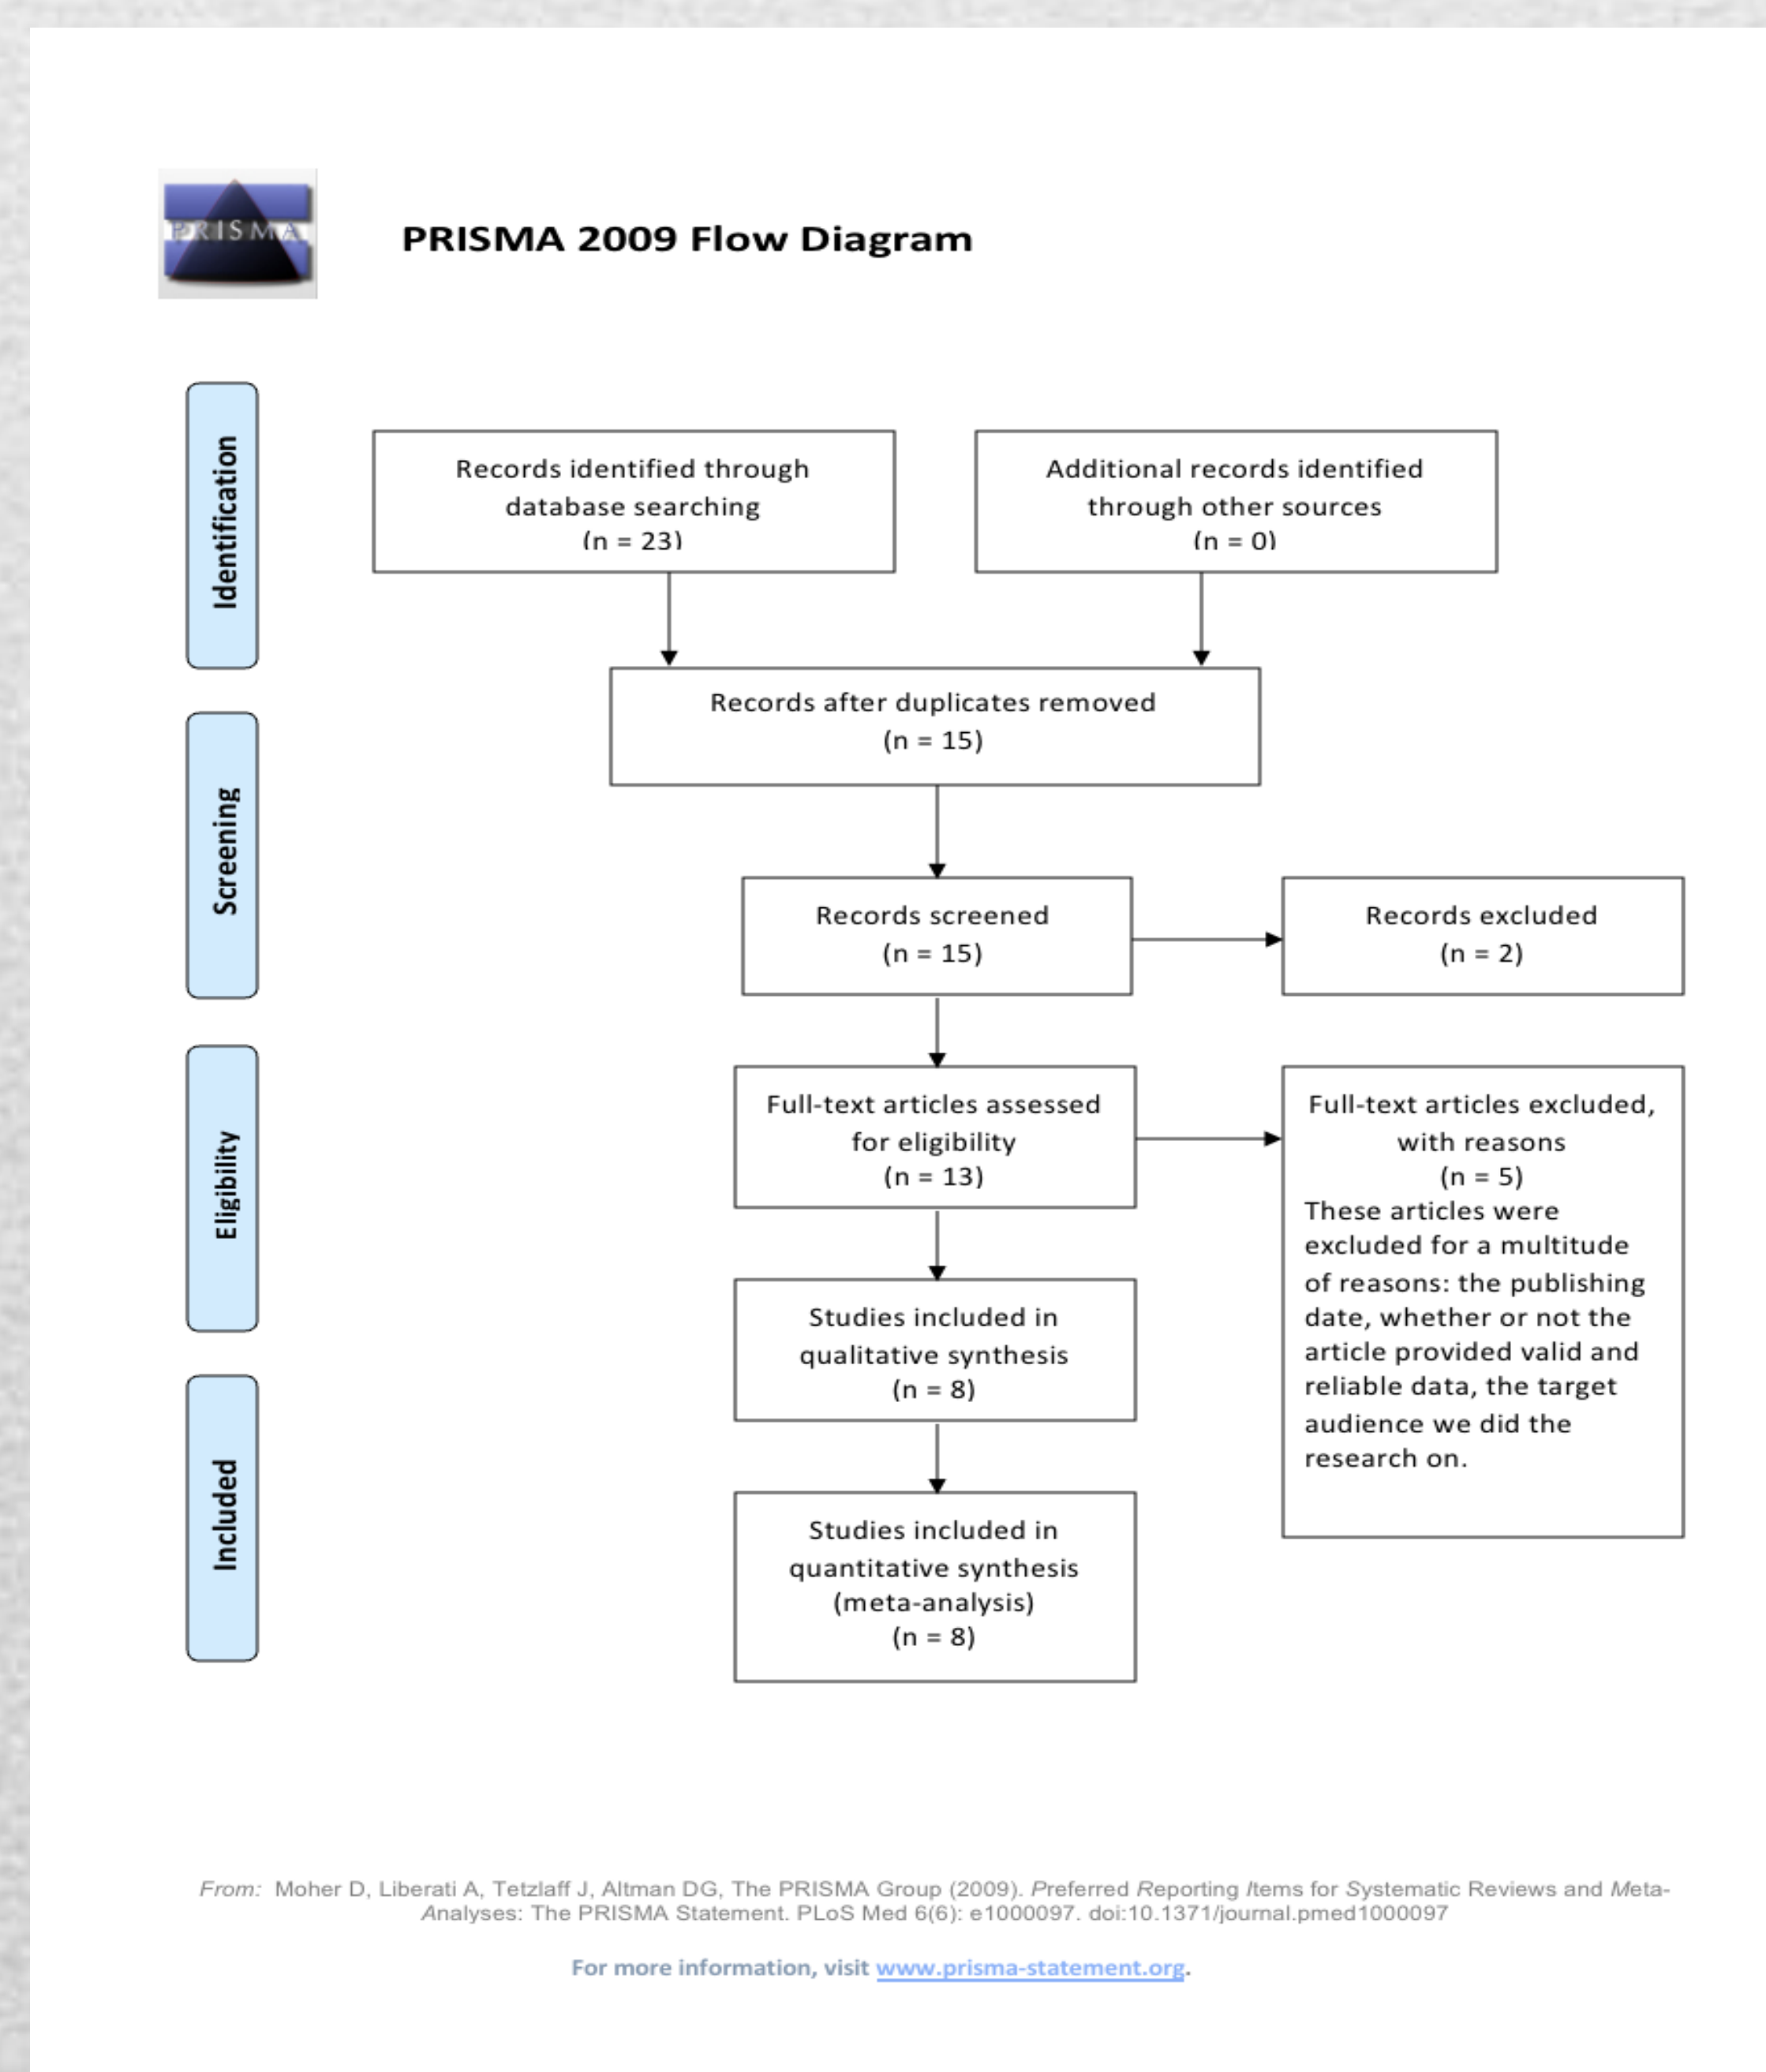 PRISMA
PRISMA 2009 Flow Diagram
Identification
Records identified through
database searching
(n = 23)
Additional records identified
through other sources
(n = 0)
Records after duplicates removed
(n = 15)
Screening
Records screened
(n = 15)
Records excluded
(n = 2)
Eligibility
Full-text articles assessed
for eligibility
(n = 13)
Full-text articles excluded,
with reasons
(n = 5)
These articles were
excluded for a multitude
of reasons: the publishing
date, whether or not the
article provided valid and
reliable data, the target
audience we did the
research on.
Studies included in
qualitative synthesis
(n = 8)
Included
Studies included in
quantitative synthesis
(meta-analysis)
(n = 8)
From: Moher D, Liberati A, Tetzlaff J, Altman DG, The PRISMA Group (2009). Preferred Reporting Items for Systematic Reviews and Meta-
Analyses: The PRISMA Statement. PLoS Med 6(6): e1000097. doi:10.1371/journal.pmed1000097
For more information, visit www.prisma-statement.org.